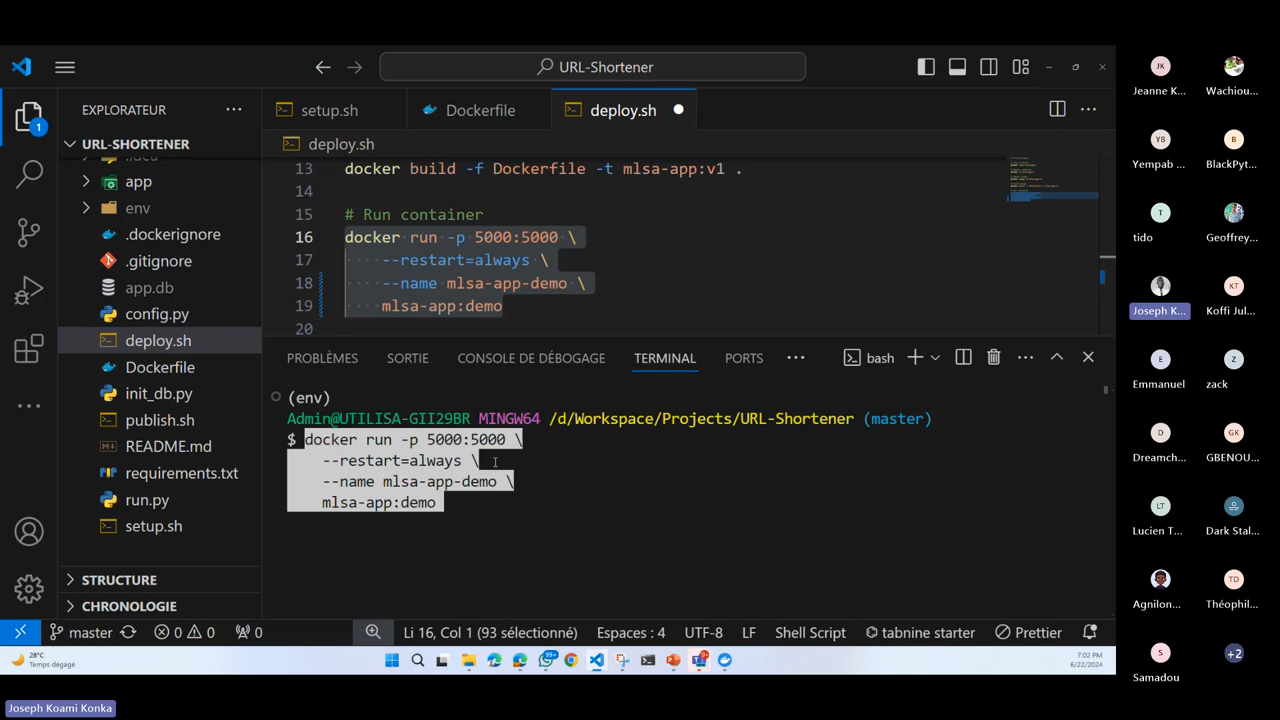 URL-Shortener
EXPLORATEUR
setup.sh
Dockerfile
deploy.sh
1
URL-SHORTENER
deploy.sh
.idea
app
env
.dockerignore
.gitignore
app.db
config.py
deploy.sh
Dockerfile
init_db.py
publish.sh
README.md
requirements.txt
run.py
setup.sh
STRUCTURE
CHRONOLOGIE
13 docker build -f Dockerfile -t mlsa-app:v1 .
14
15 # Run container
16 docker run -p 5000:5000 \
17 --restart=always \
18 --name mlsa-app-demo \
19 mlsa-app:demo
20
PROBLÈMES SORTIE CONSOLE DE DÉBOGAGE TERMINAL PORTS
bash
(env)
Admin@UTILISA-GII29BR MINGW64 /d/Workspace/Projects/URL-Shortener (master)
$ docker run -p 5000:5000 \
--restart=always \
--name mlsa-app-demo \
mlsa-app:demo
master 0 0 0 Li 16, Col 1 (93 sélectionné) Espaces : 4 UTF-8 LF Shell Script tabnine starter Prettier
28°C
Temps dégagé
99+
9+
7:02 PM
6/22/2024
JK
Jeanne K...
Wachiou...
YB
Yempab ...
B
BlackPyt...
T
tido
Geoffrey...
Joseph K...
KT
Koffi Jul...
E
Emmanuel
Z
zack
D
Dreamch...
G
GBENOU...
LT
Lucien T...
Dark Stal...
Agnilon...
TD
Théophil...
S
Samadou
+2
Joseph Koami Konka